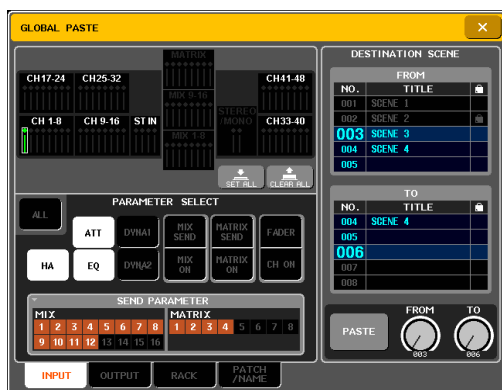 GLOBAL PASTE
MATRIX
CH17-24 CH25-32 CH41-48
MIX 9-16
STEREO /MONO
CH 1-8 CH 9-16 ST IN CH33-40
MIX 1-8
SET ALL CLEAR ALL
PARAMETER SELECT
ALL
ATT DYNA1 MIX SEND MATRIX SEND FADER
HA EQ DYNA2 MIX ON MATRIX ON CH ON
SEND PARAMETER
MIX MATRIX
1 2 3 4 5 6 7 8 1 2 3 4 5 6 7 8
9 10 11 12 13 14 15 16
INPUT OUTPUT RACK PATCH /NAME
DESTINATION SCENE
FROM
NO. TITLE
001 SCENE 1
002 SCENE 2
003 SCENE 3
004 SCENE 4
005
TO
NO. TITLE
004 SCENE 4
005
006
007
008
PASTE FROM TO
003 006